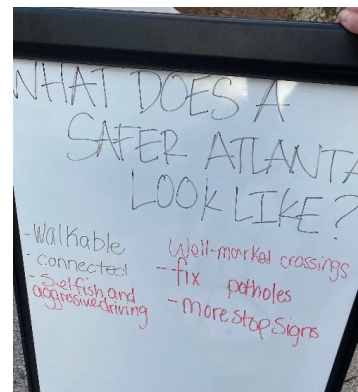 WHAT DOES A
SAFER ATLANTA
LOOK LIKE?
- Walkable
- connected
- Selfish and
aggressive driving
Well-marked crossings
- fix potholes
- more stop signs